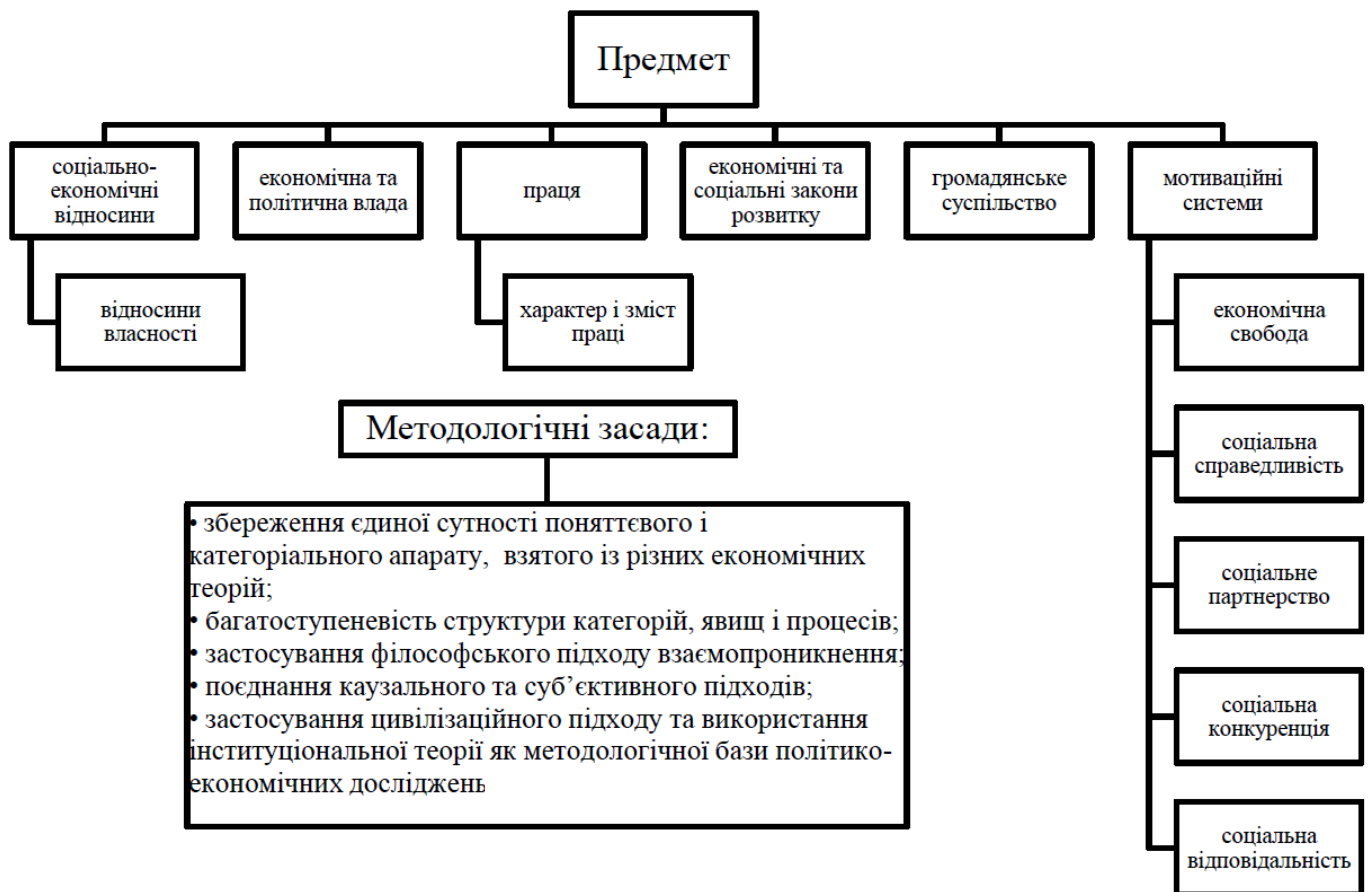 Предмет
соціально-
економічні
відносини
економічна та
політична влада
праця
економічні та
соціальні закони
розвитку
громадянське
суспільство
мотиваційні
системи
відносини
власності
характер і зміст
праці
економічна
свобода
соціальна
справедливість
соціальне
партнерство
соціальна
конкуренція
соціальна
відповідальність
Методологічні засади:
• збереження єдиної сутності поняттєвого і
категоріального апарату, взятого із різних економічних
теорій;
• багатоступеневість структури категорій, явищ і процесів;
• застосування філософського підходу взаємопроникнення;
• поєднання каузального та суб’єктивного підходів;
• застосування цивілізаційного підходу та використання
інституціональної теорії як методологічної бази політико-
економічних досліджень